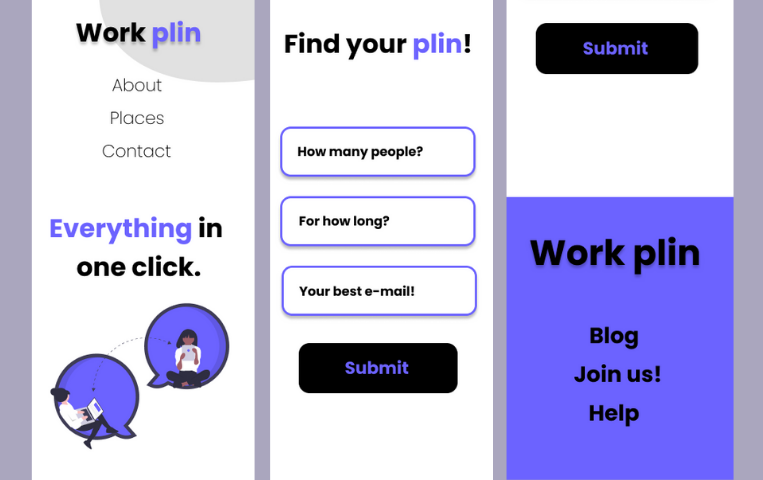 Work plin
About
Places
Contact
Everything in
one click.
Find your plin!
How many people?
For how long?
Your best e-mail!
Submit
Submit
Work plin
Blog
Join us!
Help